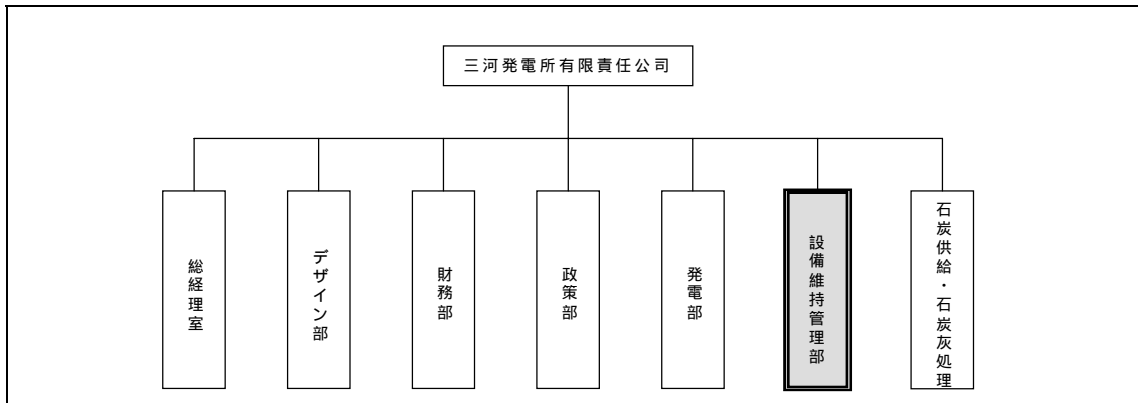 三河発電所有限責任公司
総経理室
デザイン部
財務部
政策部
発電部
設備維持管理部
石炭供給・石炭灰処理